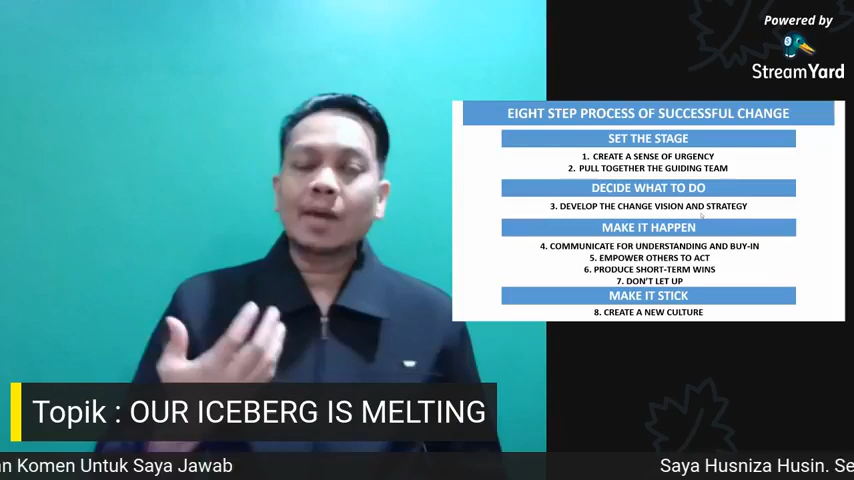 Powered by
StreamYard
EIGHT STEP PROCESS OF SUCCESSFUL CHANGE
SET THE STAGE
1. CREATE A SENSE OF URGENCY
2. PULL TOGETHER THE GUIDING TEAM
DECIDE WHAT TO DO
3. DEVELOP THE CHANGE VISION AND STRATEGY
MAKE IT HAPPEN
4. COMMUNICATE FOR UNDERSTANDING AND BUY-IN
5. EMPOWER OTHERS TO ACT
6. PRODUCE SHORT-TERM WINS
7. DON'T LET UP
MAKE IT STICK
8. CREATE A NEW CULTURE
Topik : OUR ICEBERG IS MELTING
an Komen Untuk Saya Jawab
Saya Husniza Husin. Se